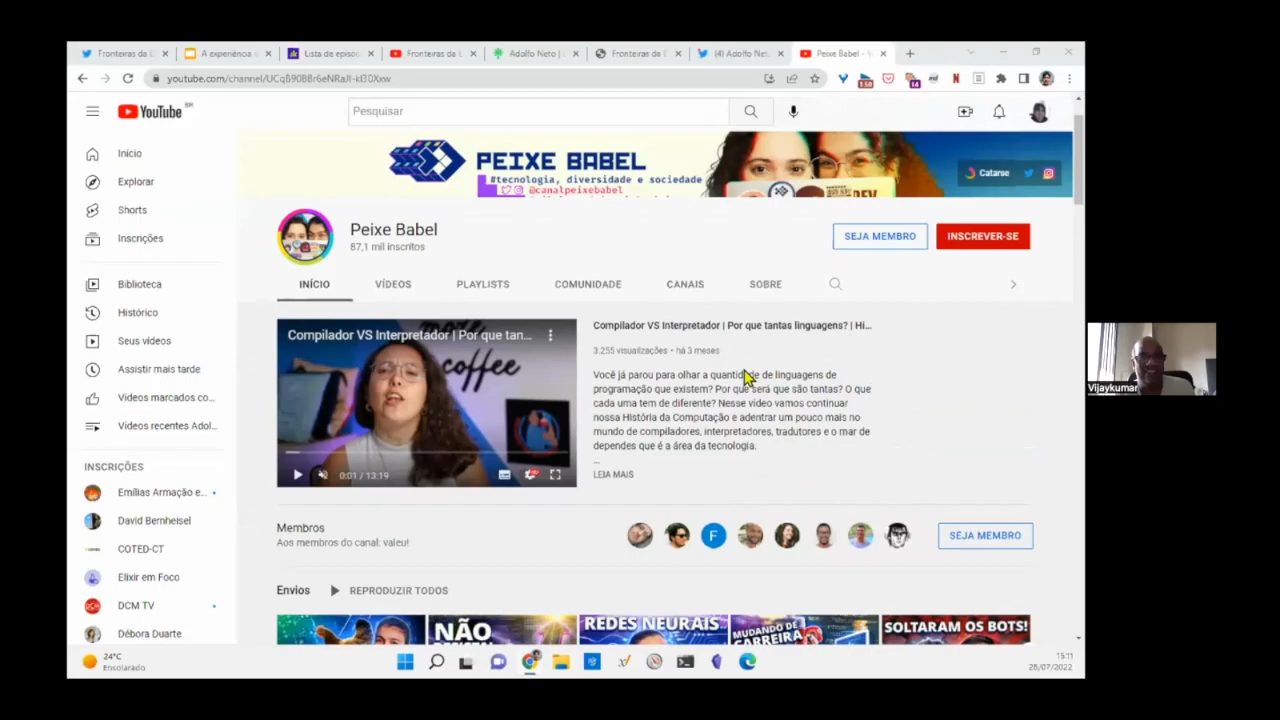 Fronteiras da E
A experiência d
Lista de episód
Fronteiras da E
Adolfo Neto |
Fronteiras da E
(4) Adolfo Neto
Peixe Babel - Y
youtube.com/channel/UCqB90B8r6eNRaJI-kl30Xxw
YouTube BR
Pesquisar
Início
Explorar
Shorts
Inscrições
Biblioteca
Histórico
Seus vídeos
Assistir mais tarde
Vídeos marcados co...
Vídeos recentes Adol...
INSCRIÇÕES
Emílias Armação e...
David Bernheisel
COTED-CT
Elixir em Foco
DCM TV
Débora Duarte
PEIXE BABEL
#tecnologia, diversidade e sociedade
@canalpeixebabel
Catarse
Peixe Babel
87,1 mil inscritos
SEJA MEMBRO
INSCREVER-SE
INÍCIO
VÍDEOS
PLAYLISTS
COMUNIDADE
CANAIS
SOBRE
Compilador VS Interpretador | Por que tan...
more
coffee
0:01 / 13:19
Compilador VS Interpretador | Por que tantas linguagens? | Hi...
3.255 visualizações • há 3 meses
Você já parou para olhar a quantidade de linguagens de
programação que existem? Por que será que são tantas? O que
cada uma tem de diferente? Nesse vídeo vamos continuar
nossa História da Computação e adentrar um pouco mais no
mundo de compiladores, interpretadores, tradutores e o mar de
dependes que é a área da tecnologia.
...
LEIA MAIS
Membros
Aos membros do canal: valeu!
F
SEJA MEMBRO
Envios
REPRODUZIR TODOS
NÃO
REDES NEURAIS
MUDANDO DE
CARREIRA
SOLTARAM OS BOTS!
24°C
Ensolarado
15:11
28/07/2022
Vijaykumar